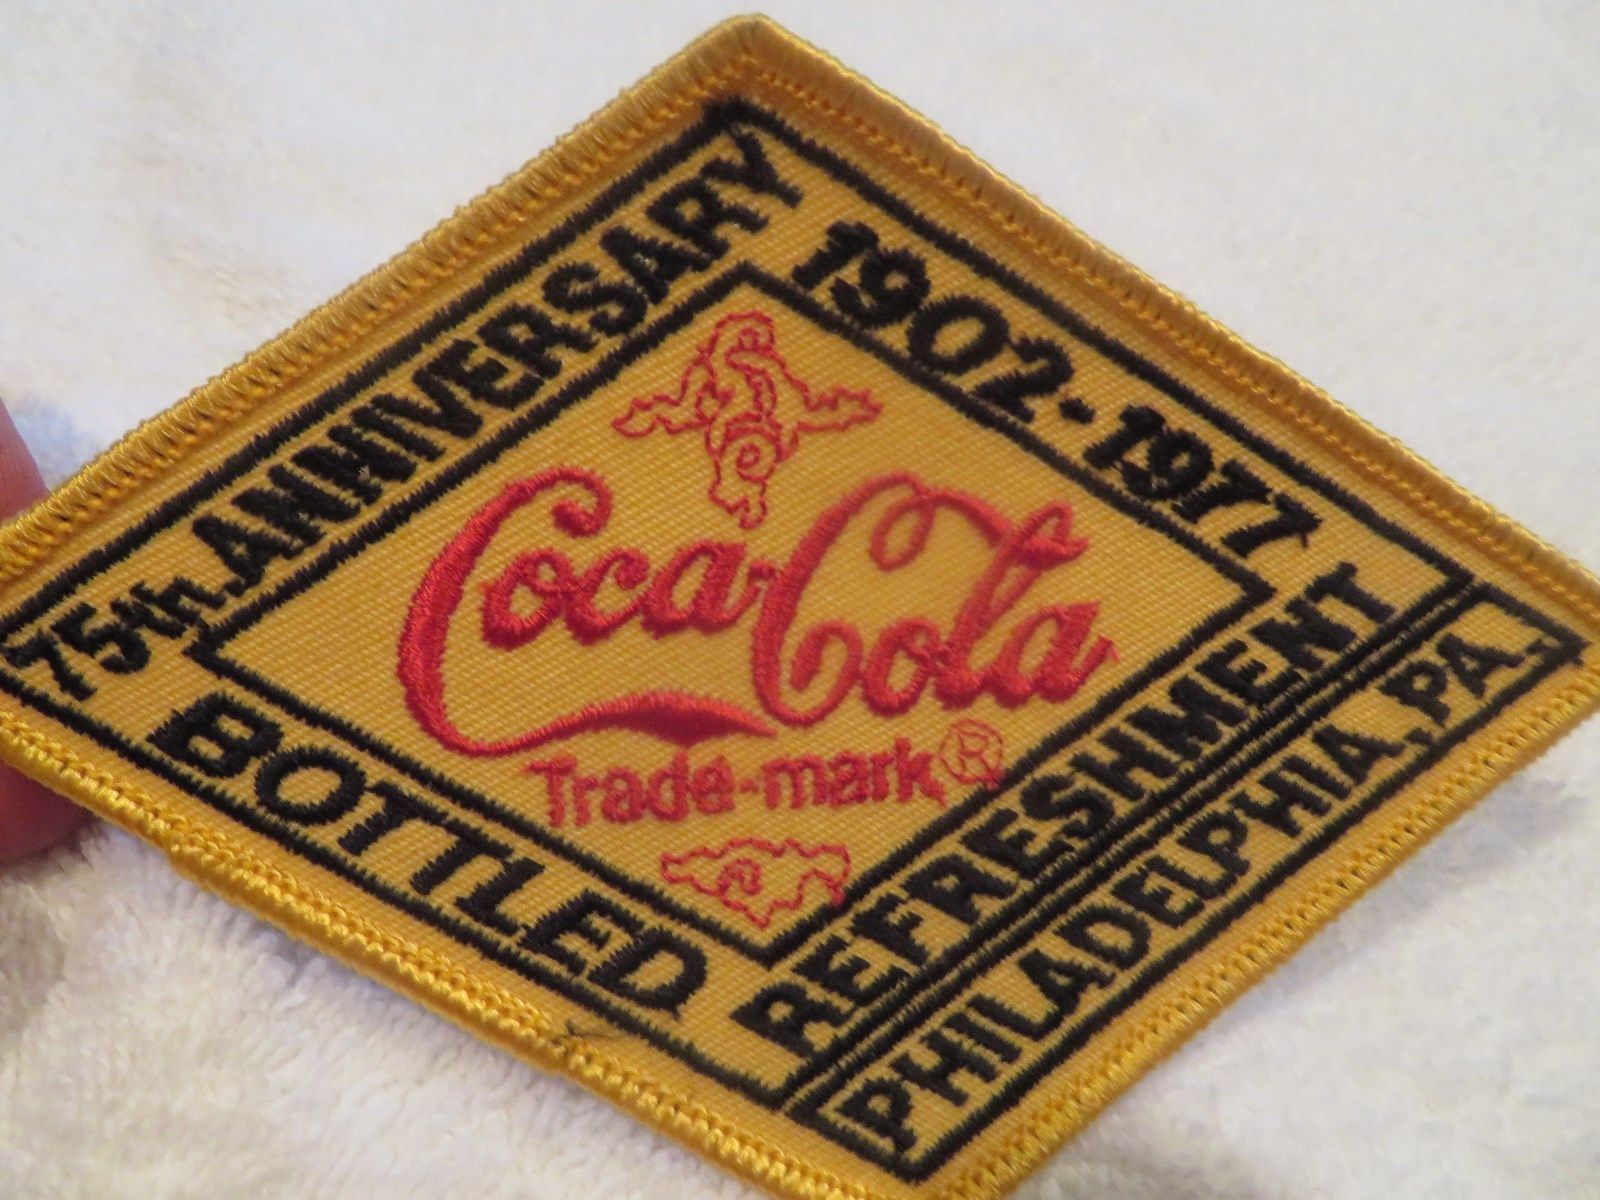 75th. ANNIVERSARY
1902 • 1977
Coca-Cola
Trade-mark®
BOTTLED
REFRESHMENT
PHILADELPHIA, PA.